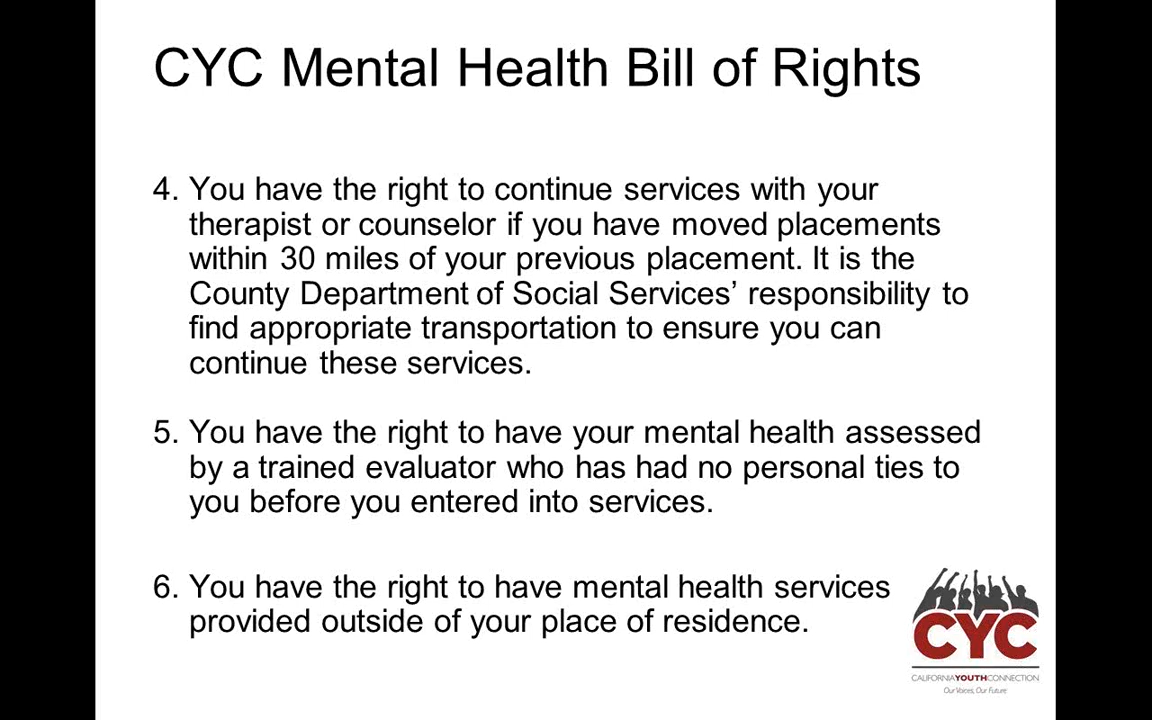 CYC Mental Health Bill of Rights
4. You have the right to continue services with your
therapist or counselor if you have moved placements
within 30 miles of your previous placement. It is the
County Department of Social Services’ responsibility to
find appropriate transportation to ensure you can
continue these services.
5. You have the right to have your mental health assessed
by a trained evaluator who has had no personal ties to
you before you entered into services.
6. You have the right to have mental health services
provided outside of your place of residence.
CYC
CALIFORNIAYOUTHCONNECTION
Our Voices, Our Future